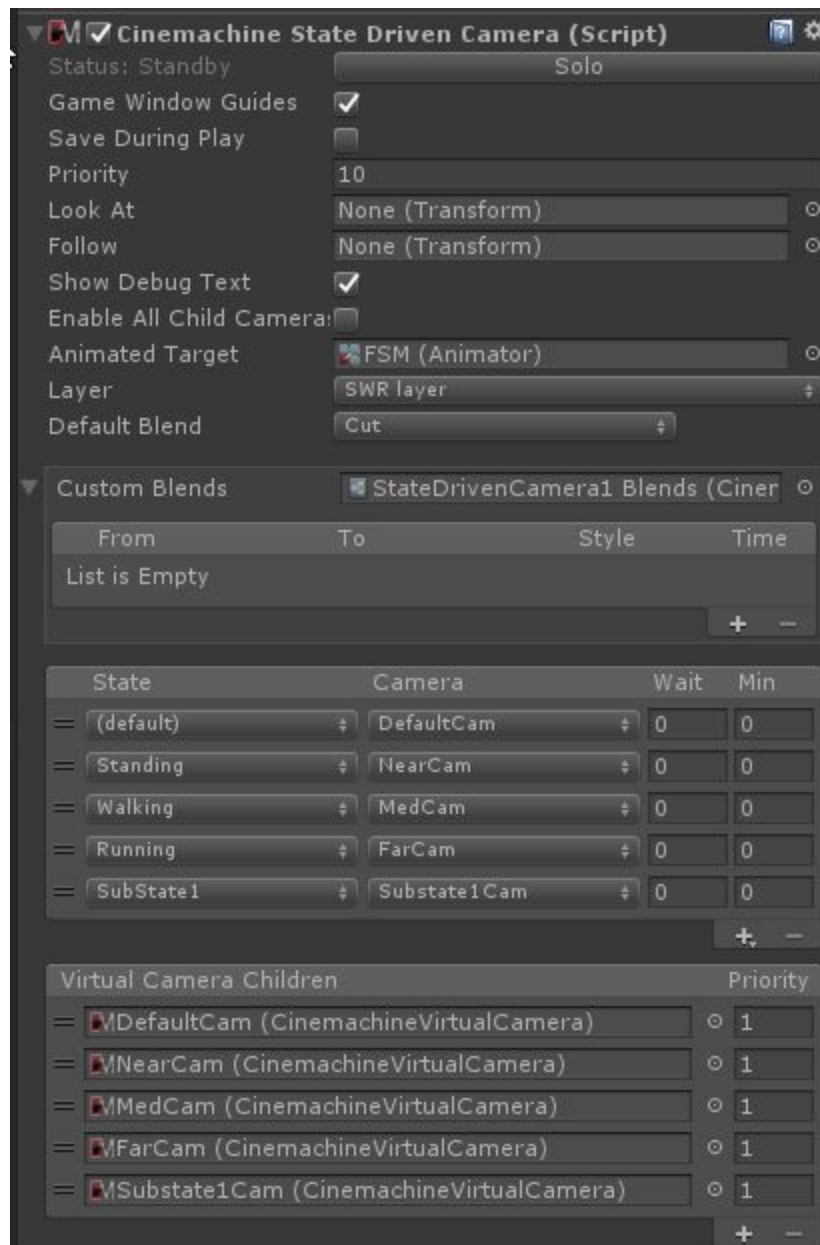 Cinemachine State Driven Camera (Script)
Status: Standby Solo
Game Window Guides
Save During Play
Priority 10
Look At None (Transform)
Follow None (Transform)
Show Debug Text
Enable All Child Cameras
Animated Target FSM (Animator)
Layer SWR layer
Default Blend Cut
Custom Blends StateDrivenCamera1 Blends (Ciner
From To Style Time
List is Empty
State Camera Wait Min
(default) DefaultCam 0 0
Standing NearCam 0 0
Walking MedCam 0 0
Running FarCam 0 0
SubState1 Substate1Cam 0 0
Virtual Camera Children Priority
DefaultCam (CinemachineVirtualCamera) 1
NearCam (CinemachineVirtualCamera) 1
MedCam (CinemachineVirtualCamera) 1
FarCam (CinemachineVirtualCamera) 1
Substate1Cam (CinemachineVirtualCamera) 1